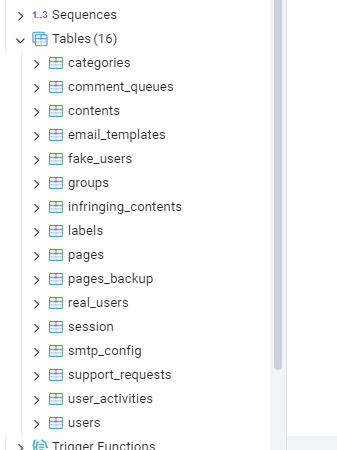 1..3 Sequences
Tables (16)
categories
comment_queues
contents
email_templates
fake_users
groups
infringing_contents
labels
pages
pages_backup
real_users
session
smtp_config
support_requests
user_activities
users
Trigger Functions